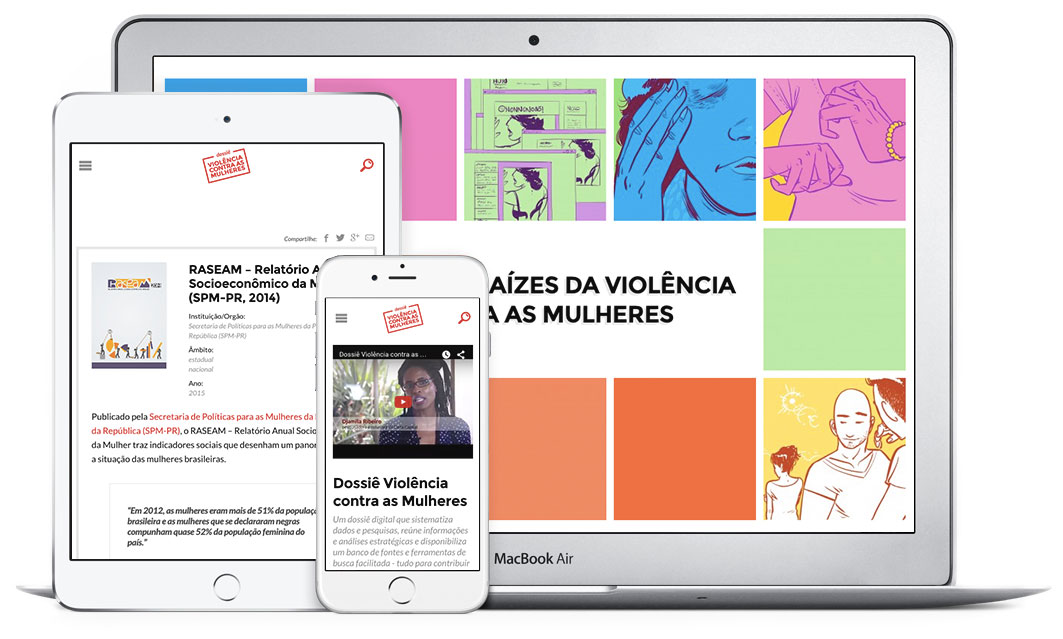 AÍZES DA VIOLÊNCIA
A AS MULHERES
MacBook Air
dossiê
VIOLÊNCIA
CONTRA AS
MULHERES
Compartilhe:
RASEAM – Relatório A
Socioeconômico da M
(SPM-PR, 2014)
Instituição/Orgão:
Secretaria de Políticas para as Mulheres da P
República (SPM-PR)
Âmbito:
estadual
nacional
Ano:
2015
Publicado pela Secretaria de Políticas para as Mulheres da
da República (SPM-PR), o RASEAM – Relatório Anual Socio
da Mulher traz indicadores sociais que desenham um panor
a situação das mulheres brasileiras.
"Em 2012, as mulheres eram mais de 51% da populaç
brasileira e as mulheres que se declararam negras
compunham quase 52% da população feminina do
país."
dossiê
VIOLÊNCIA
CONTRA AS
MULHERES
Dossiê Violência contra as ...
Djamila Ribeiro
Dossiê Violência
contra as Mulheres
Um dossiê digital que sistematiza
dados e pesquisas, reúne informações
e análises estratégicas e disponibiliza
um banco de fontes e ferramentas de
busca facilitada - tudo para contribuir